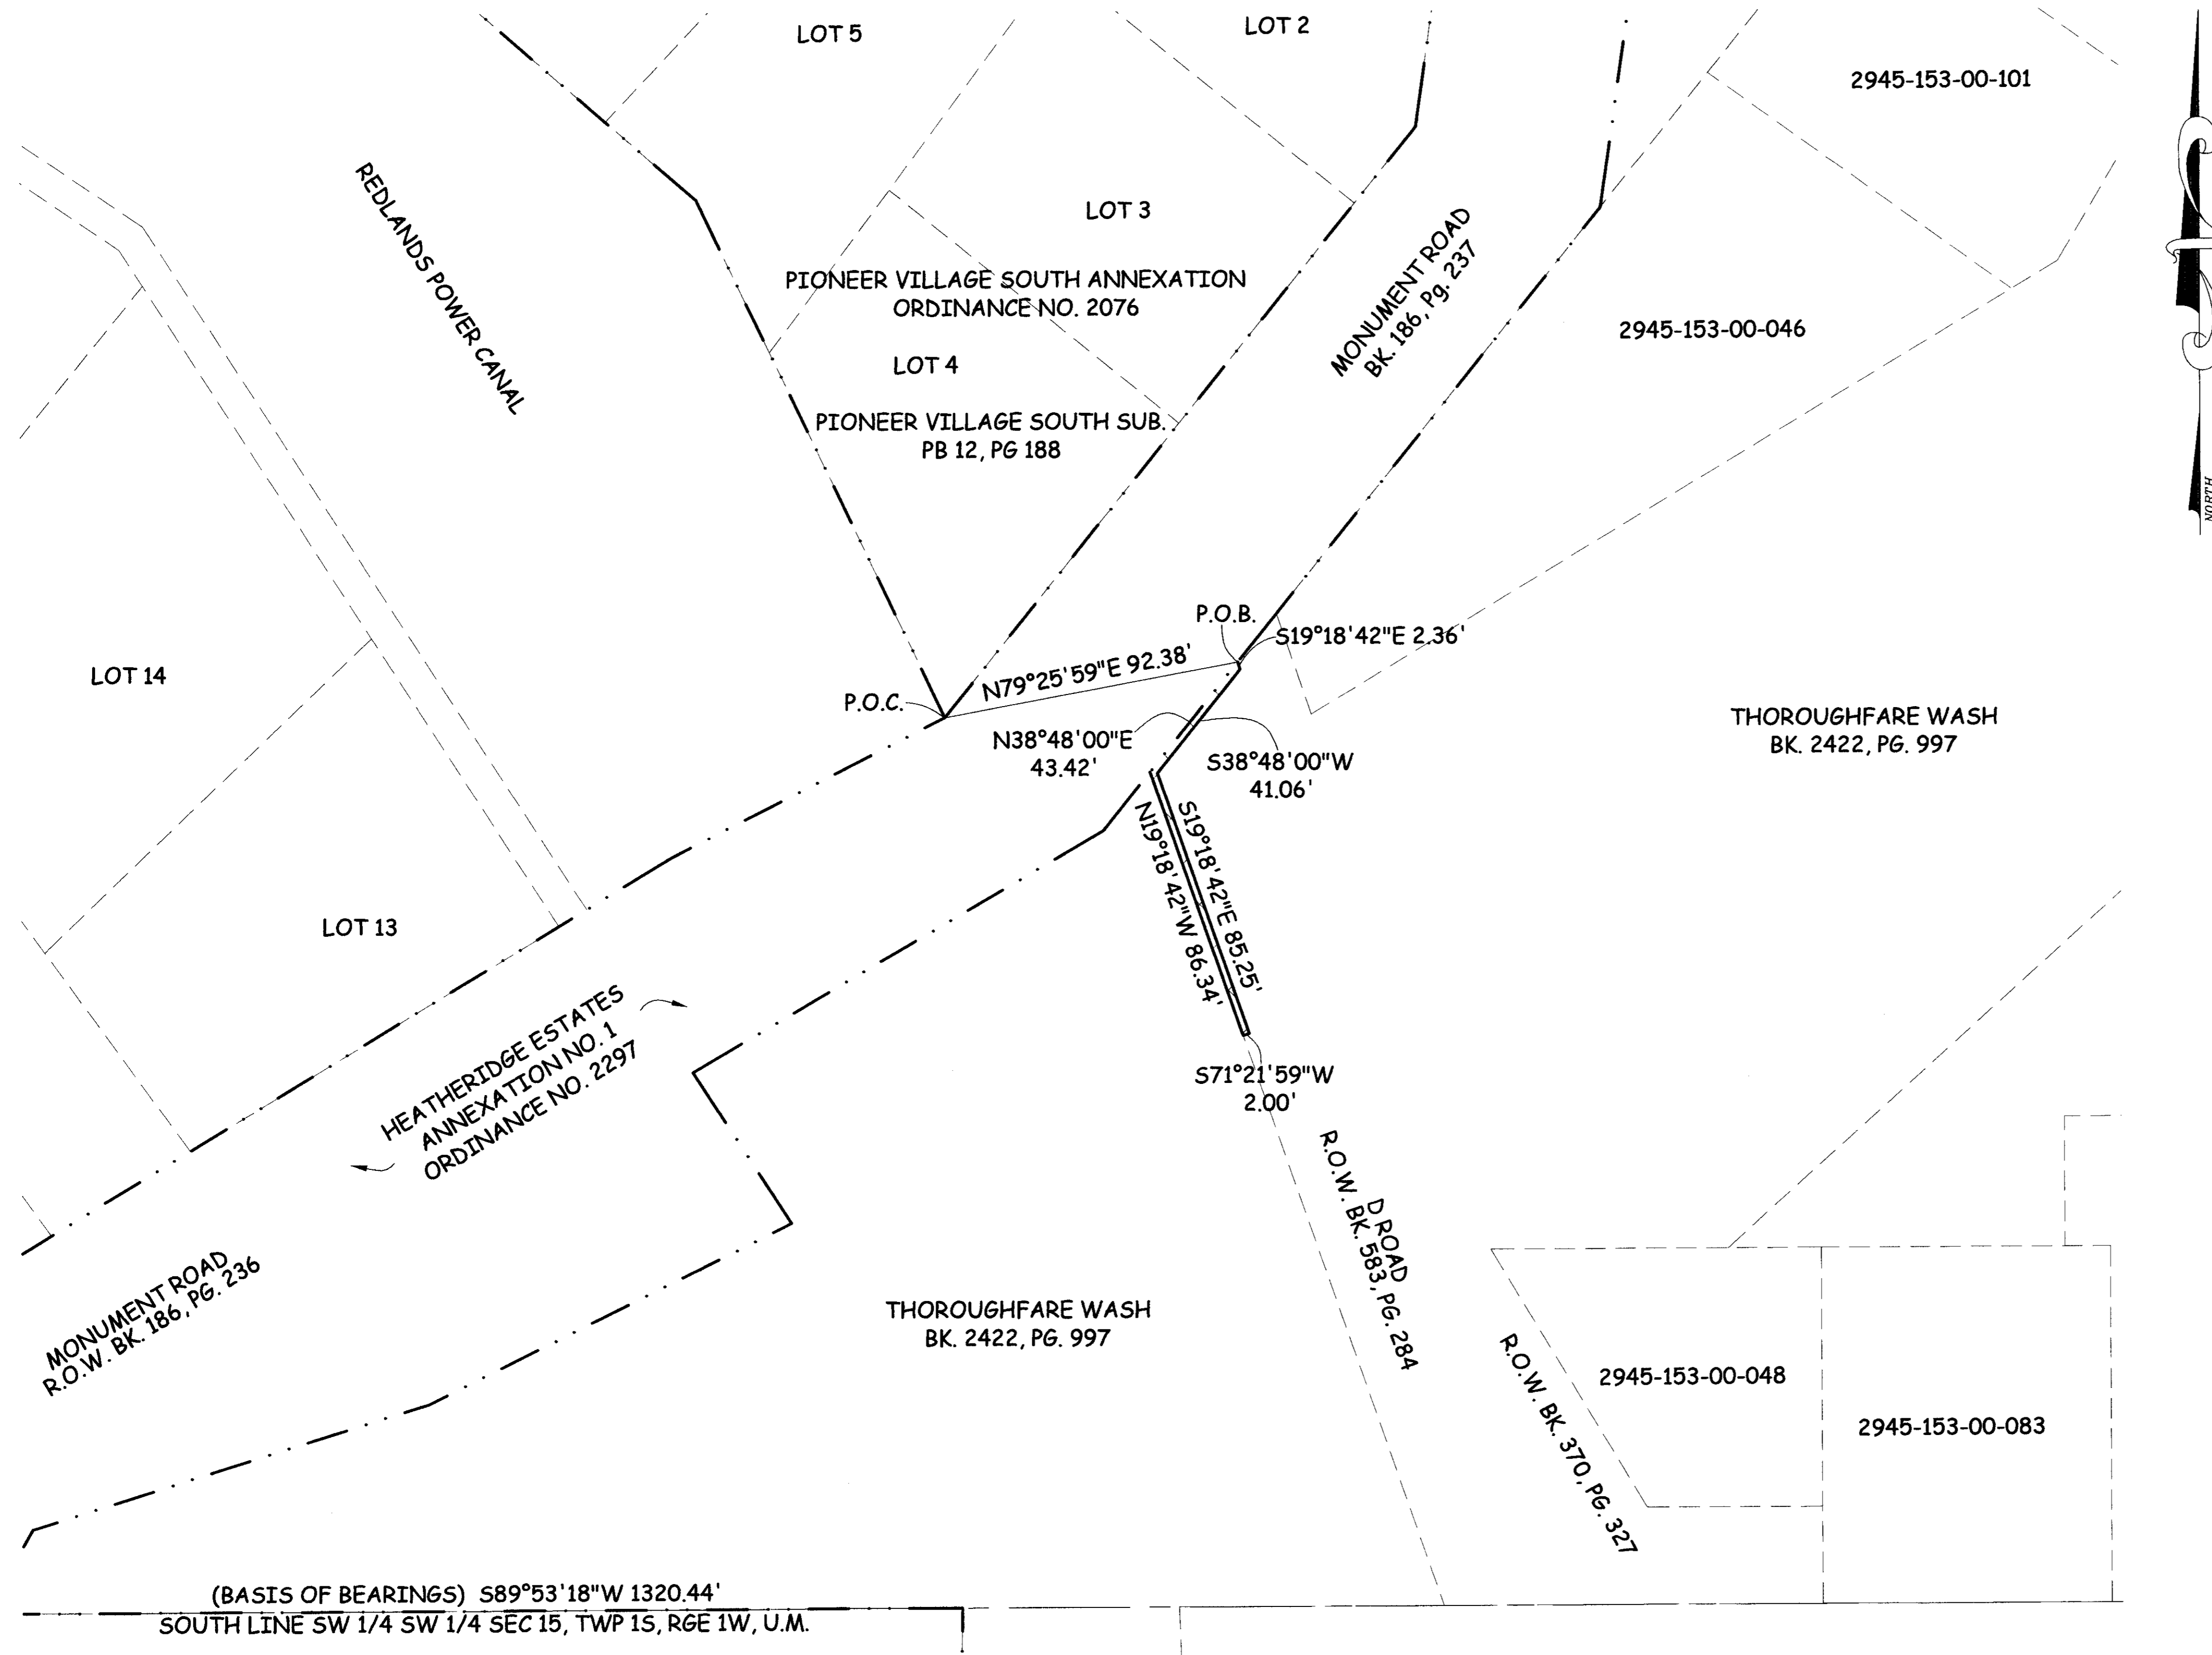 LOT 5
LOT 2
2945-153-00-101
REDLANDS POWER CANAL
LOT 3
MONUMENT ROAD
BK. 186, Pg. 237
PIONEER VILLAGE SOUTH ANNEXATION
ORDINANCE NO. 2076
2945-153-00-046
LOT 4
PIONEER VILLAGE SOUTH SUB.
PB 12, PG 188
NORTH
P.O.B.
S19°18'42"E 2.36'
N79°25'59"E 92.38'
LOT 14
P.O.C.
N38°48'00"E
43.42'
S38°48'00"W
41.06'
THOROUGHFARE WASH
BK. 2422, PG. 997
S19°18'42"E 85.25'
N19°18'42"W 86.34'
LOT 13
HEATHERIDGE ESTATES
ANNEXATION NO. 1
ORDINANCE NO. 2297
S71°21'59"W
2.00'
D ROAD
R.O.W. BK. 583, PG. 284
MONUMENT ROAD
R.O.W. BK. 186, PG. 236
THOROUGHFARE WASH
BK. 2422, PG. 997
R.O.W. BK. 370, PG. 327
2945-153-00-048
2945-153-00-083
(BASIS OF BEARINGS) S89°53'18"W 1320.44'
SOUTH LINE SW 1/4 SW 1/4 SEC 15, TWP 1S, RGE 1W, U.M.